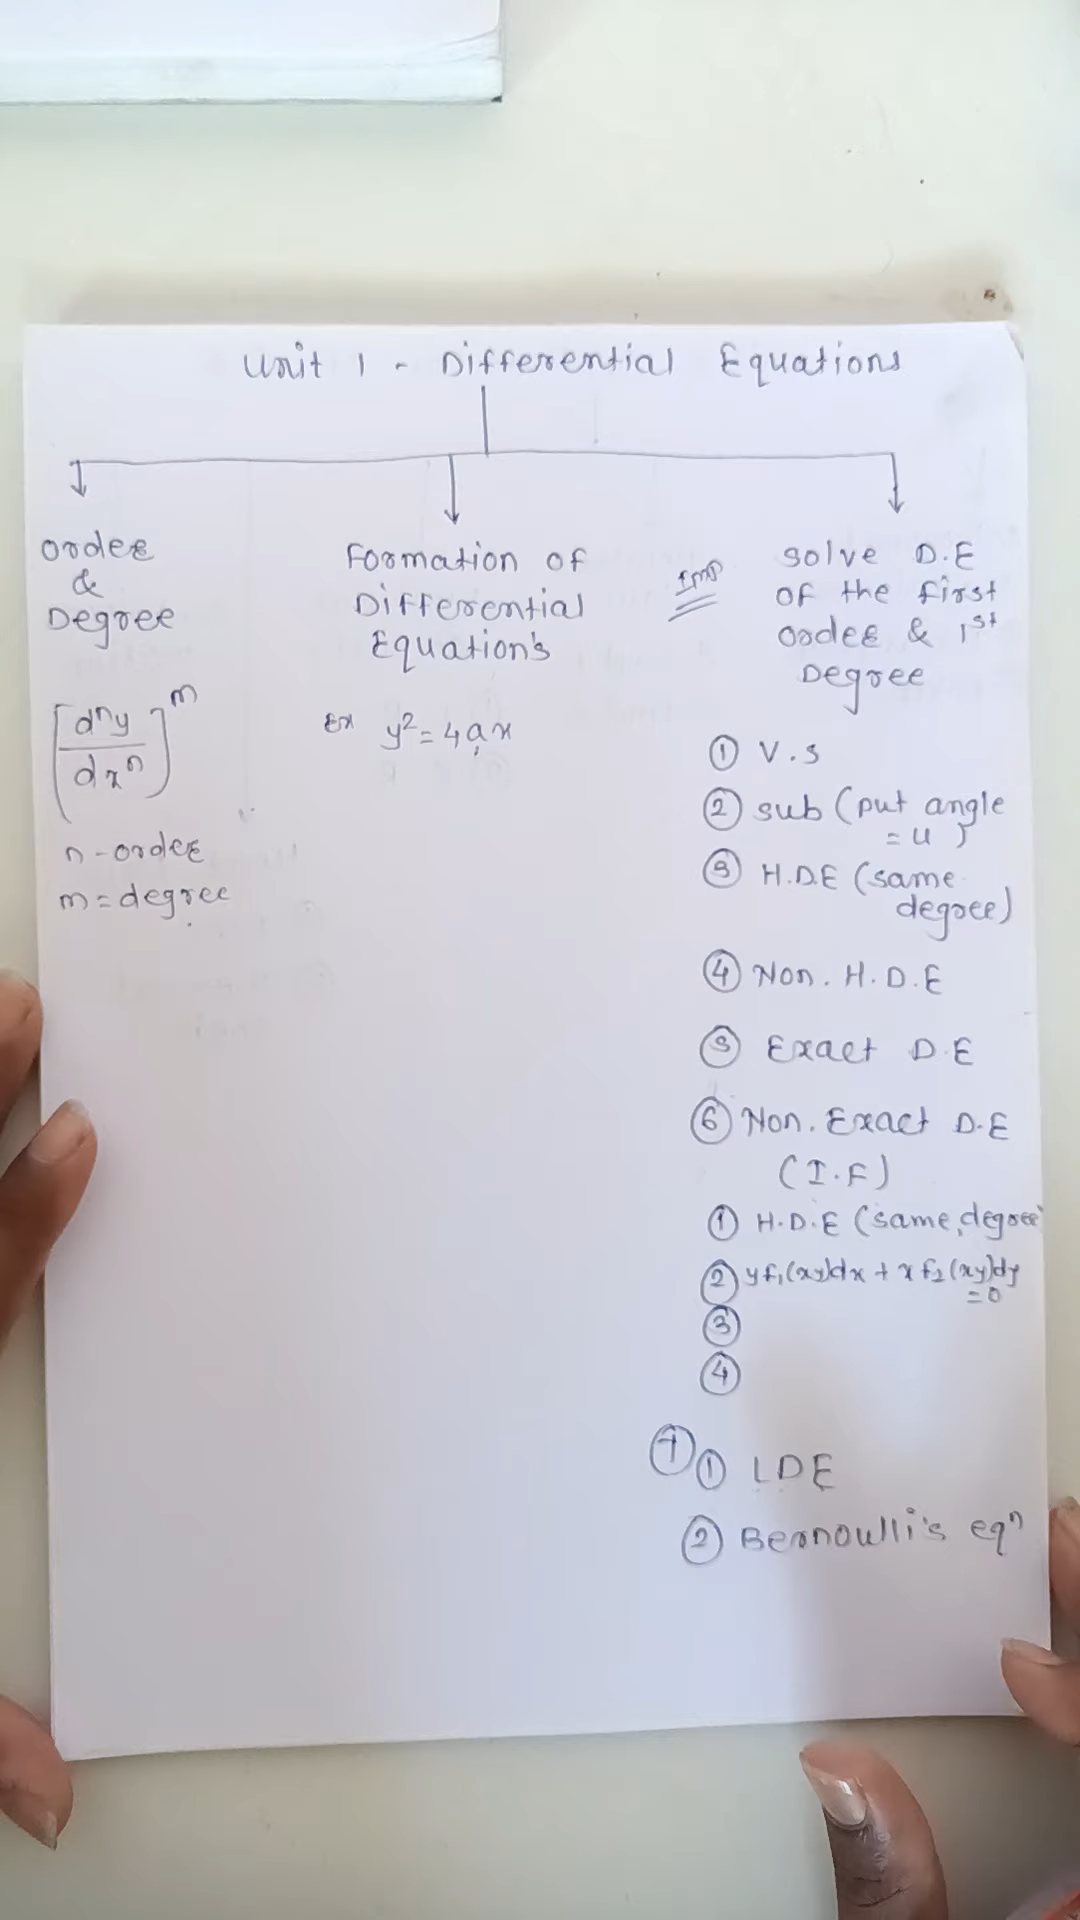 Unit 1 - Differential Equations
Order
&
Degree
[dⁿy/dxⁿ]ᵐ
n - order
m = degree
Formation of
Differential
Equation's
Ex y² = 4ax
Imp
Solve D.E
of the first
order & 1st
Degree
① V.S
② Sub (put angle
= u)
③ H.D.E (same
degree)
④ Non. H.D.E
⑤ Exact D.E
⑥ Non. Exact D.E
(I.F)
① H.D.E (same, degree)
② yf₁(xy)dx + xf₂(xy)dy
= 0
③
④
⑦ ① LDE
② Bernoulli's eqⁿ